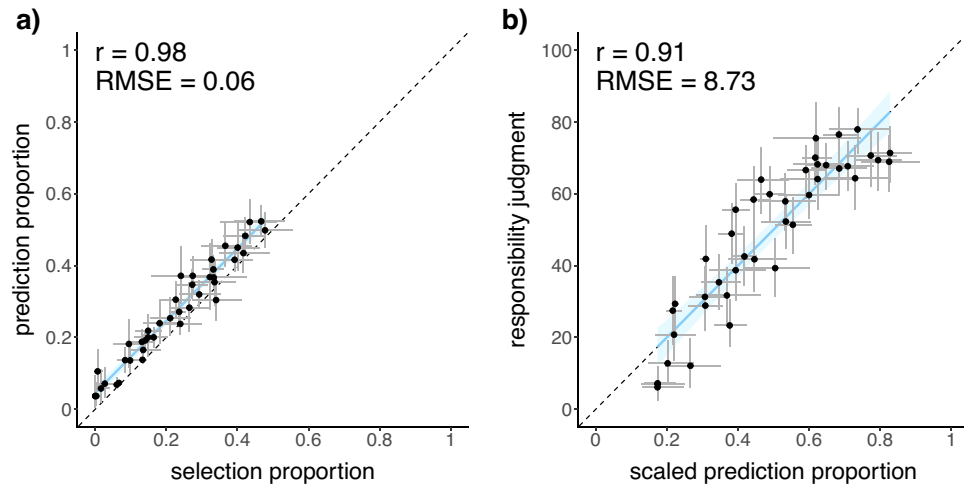 a)
r = 0.98
RMSE = 0.06
prediction proportion
1
0.8
0.6
0.4
0.2
0
0
0.2
0.4
0.6
0.8
1
selection proportion
b)
r = 0.91
RMSE = 8.73
responsibility judgment
100
80
60
40
20
0
0
0.2
0.4
0.6
0.8
1
scaled prediction proportion